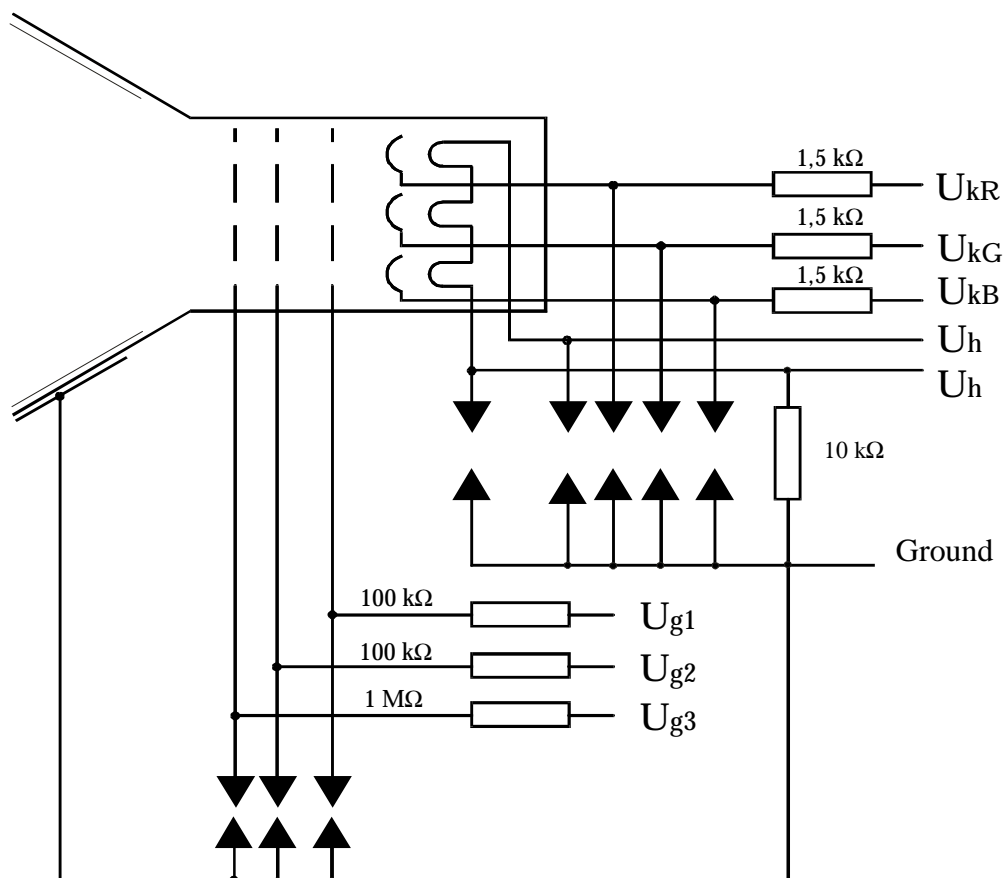 1,5 kΩ
UkR
1,5 kΩ
UkG
1,5 kΩ
UkB
Uh
Uh
10 kΩ
Ground
100 kΩ
Ug1
100 kΩ
Ug2
1 MΩ
Ug3